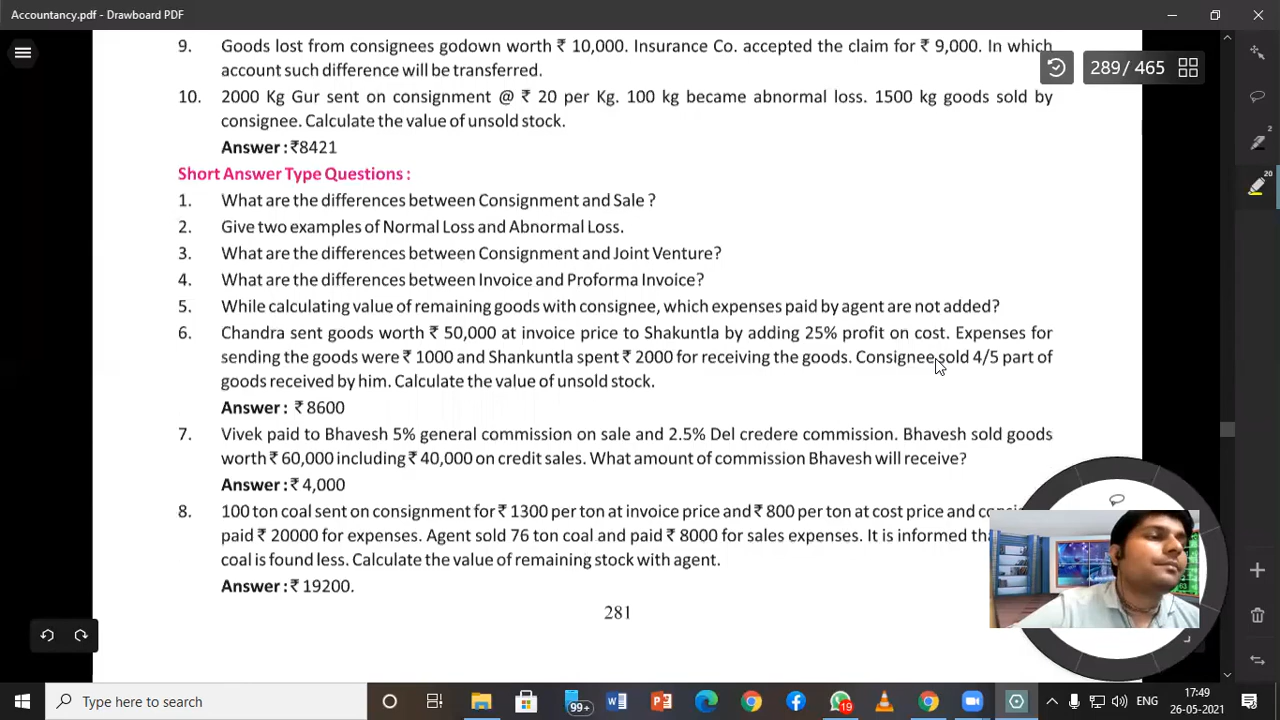 Accountancy.pdf - Drawboard PDF
9. Goods lost from consignees godown worth ₹ 10,000. Insurance Co. accepted the claim for ₹ 9,000. In which
account such difference will be transferred.
289 / 465
10. 2000 Kg Gur sent on consignment @ ₹ 20 per Kg. 100 kg became abnormal loss. 1500 kg goods sold by
consignee. Calculate the value of unsold stock.
Answer : ₹8421
Short Answer Type Questions :
1. What are the differences between Consignment and Sale ?
2. Give two examples of Normal Loss and Abnormal Loss.
3. What are the differences between Consignment and Joint Venture?
4. What are the differences between Invoice and Proforma Invoice?
5. While calculating value of remaining goods with consignee, which expenses paid by agent are not added?
6. Chandra sent goods worth ₹ 50,000 at invoice price to Shakuntla by adding 25% profit on cost. Expenses for
sending the goods were ₹ 1000 and Shankuntla spent ₹ 2000 for receiving the goods. Consignee sold 4/5 part of
goods received by him. Calculate the value of unsold stock.
Answer : ₹ 8600
7. Vivek paid to Bhavesh 5% general commission on sale and 2.5% Del credere commission. Bhavesh sold goods
worth ₹ 60,000 including ₹ 40,000 on credit sales. What amount of commission Bhavesh will receive?
Answer : ₹ 4,000
8. 100 ton coal sent on consignment for ₹ 1300 per ton at invoice price and ₹ 800 per ton at cost price and
paid ₹ 20000 for expenses. Agent sold 76 ton coal and paid ₹ 8000 for sales expenses. It is informed
coal is found less. Calculate the value of remaining stock with agent.
Answer : ₹ 19200.
281
2
20
Type here to search
99+
19
ENG
17:49
26-05-2021